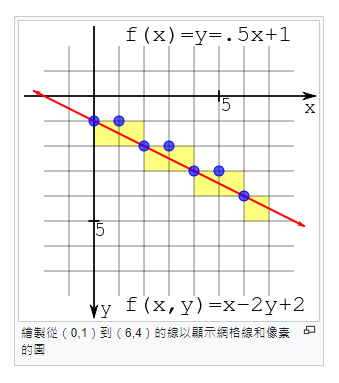 f(x)=y=.5x+1
5
x
5
y
f(x,y)=x-2y+2
繪製從（0,1）到（6,4）的線以顯示網格線和像素
的圖